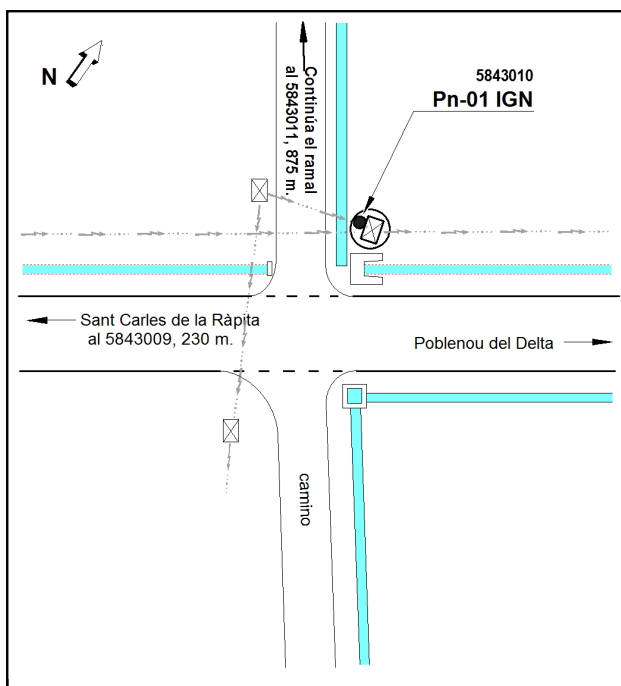 N
5843010
Pn-01 IGN
Continúa el ramal
al 5843011, 875 m.
Sant Carles de la Ràpita
al 5843009, 230 m.
Poblenou del Delta
camino